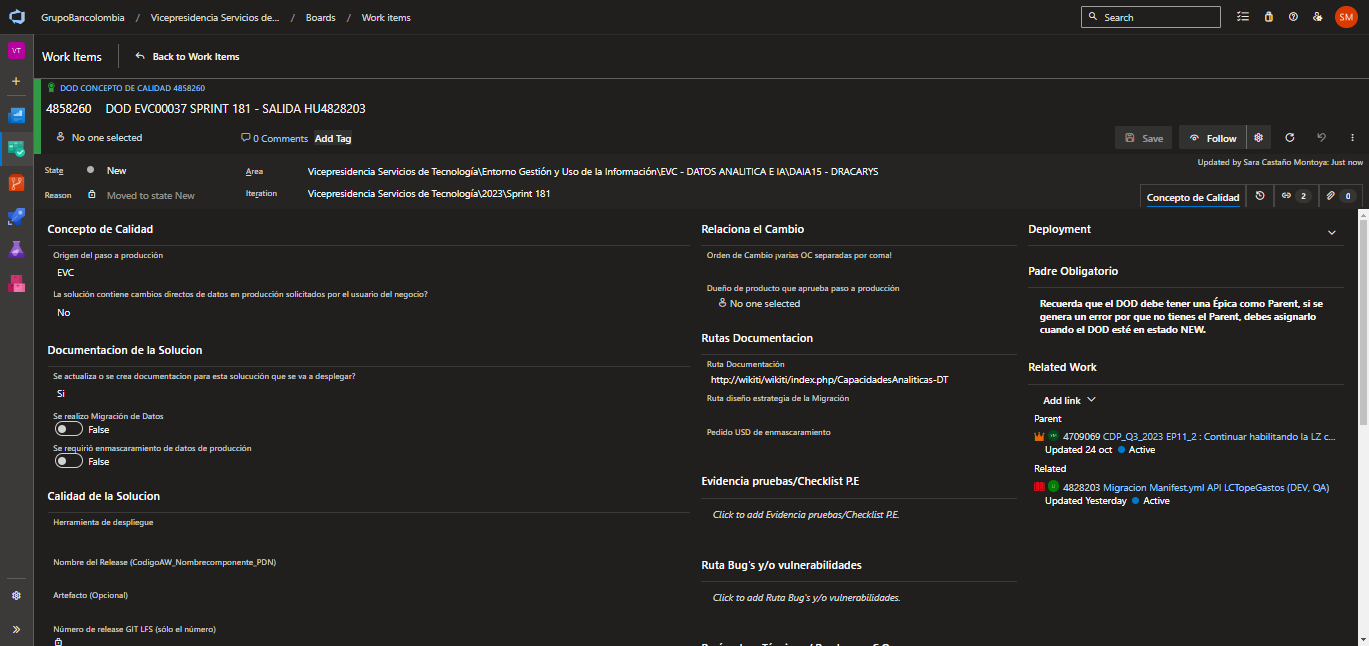 GrupoBancolombia / Vicepresidencia Servicios de... / Boards / Work items
Search
SM
VT
Work Items
Back to Work Items
DOD CONCEPTO DE CALIDAD 4858260
4858260 DOD EVC00037 SPRINT 181 - SALIDA HU4828203
No one selected
0 Comments
Add Tag
Save
Follow
Updated by Sara Castaño Montoya: Just now
State
New
Area
Vicepresidencia Servicios de Tecnología\Entorno Gestión y Uso de la Información\EVC - DATOS ANALITICA E IA\DAIA15 - DRACARYS
Reason
Moved to state New
Iteration
Vicepresidencia Servicios de Tecnología\2023\Sprint 181
Concepto de Calidad
2
0
Concepto de Calidad
Origen del paso a producción
EVC
La solución contiene cambios directos de datos en producción solicitados por el usuario del negocio?
No
Documentacion de la Solucion
Se actualiza o se crea documentacion para esta solucución que se va a desplegar?
Si
Se realizo Migración de Datos
False
Se requirió enmascaramiento de datos de producción
False
Calidad de la Solucion
Herramienta de despliegue
Nombre del Release (CodigoAW_Nombrecomponente_PDN)
Artefacto (Opcional)
Número de release GIT LFS (sólo el número)
Relaciona el Cambio
Orden de Cambio ¡varias OC separadas por coma!
Dueño de producto que aprueba paso a producción
No one selected
Rutas Documentacion
Ruta Documentación
http://wikiti/wikiti/index.php/CapacidadesAnaliticas-DT
Ruta diseño estrategia de la Migración
Pedido USD de enmascaramiento
Evidencia pruebas/Checklist P.E
Click to add Evidencia pruebas/Checklist P.E.
Ruta Bug's y/o vulnerabilidades
Click to add Ruta Bug's y/o vulnerabilidades.
Deployment
Padre Obligatorio
Recuerda que el DOD debe tener una Épica como Parent, si se
genera un error por que no tienes el Parent, debes asignarlo
cuando el DOD esté en estado NEW.
Related Work
Add link
Parent
4709069 CDP_Q3_2023 EP11_2 : Continuar habilitando la LZ c...
Updated 24 oct Active
Related
4828203 Migracion Manifest.yml API LCTopeGastos (DEV, QA)
Updated Yesterday Active